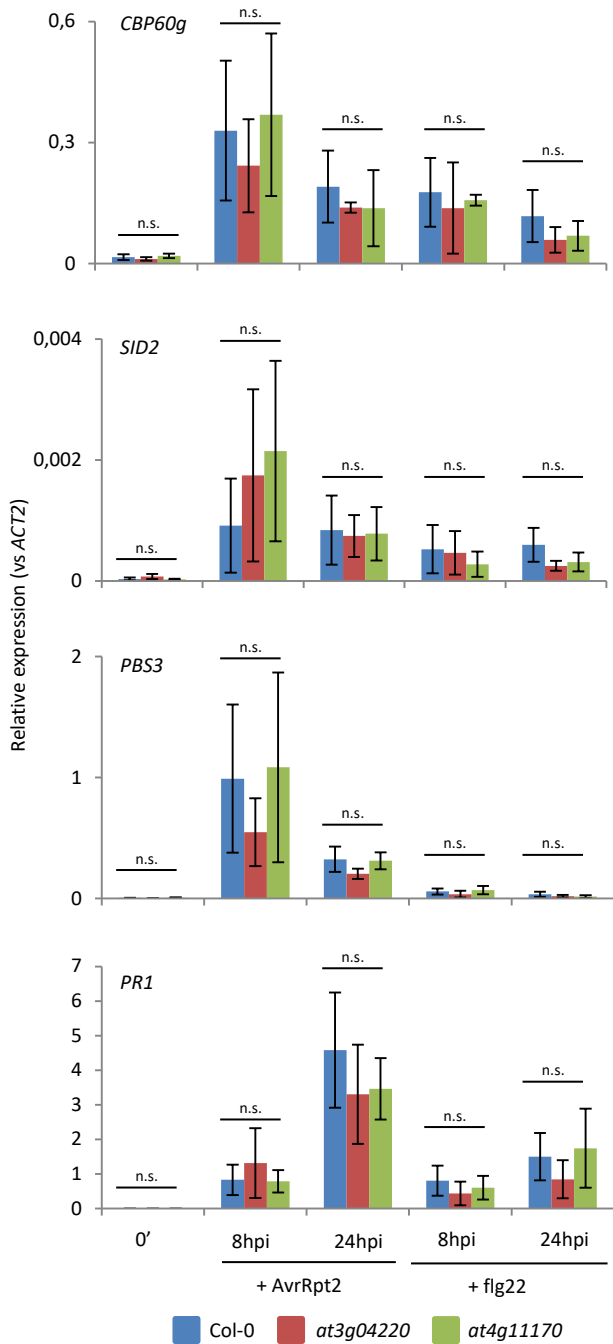 Relative expression (vs ACT2)
CBP60g
0,6
0,3
0
n.s.
n.s.
n.s.
n.s.
n.s.
SID2
0,004
0,002
0
n.s.
n.s.
n.s.
n.s.
n.s.
PBS3
2
1
0
n.s.
n.s.
n.s.
n.s.
n.s.
PR1
7
6
5
4
3
2
1
0
n.s.
n.s.
n.s.
n.s.
n.s.
0’ 8hpi 24hpi 8hpi 24hpi
+ AvrRpt2 + flg22
Col-0 at3g04220 at4g11170